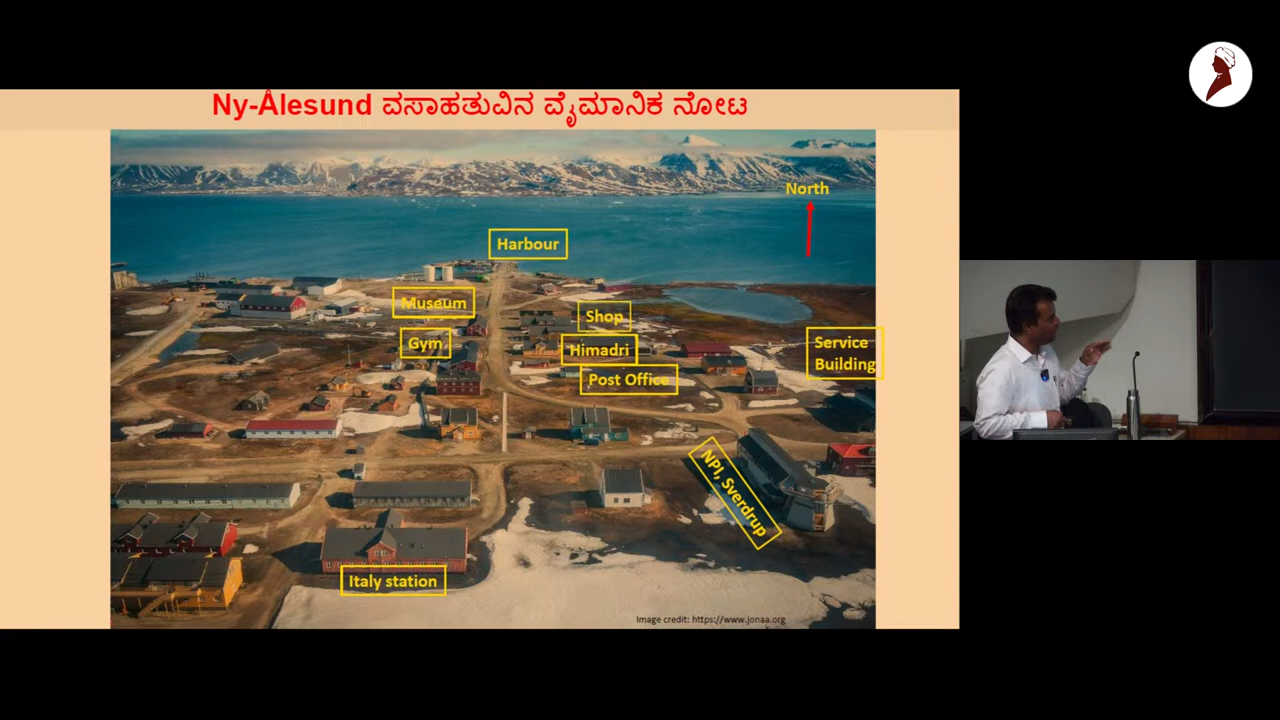 Ny-Ålesund ವಸಾಹತುವಿನ ವೈಮಾನಿಕ ನೋಟ
North
Harbour
Museum
Shop
Gym
Himadri
Service
Building
Post Office
NPI, Sverdrup
Italy station
Image credit: https://www.jonaa.org